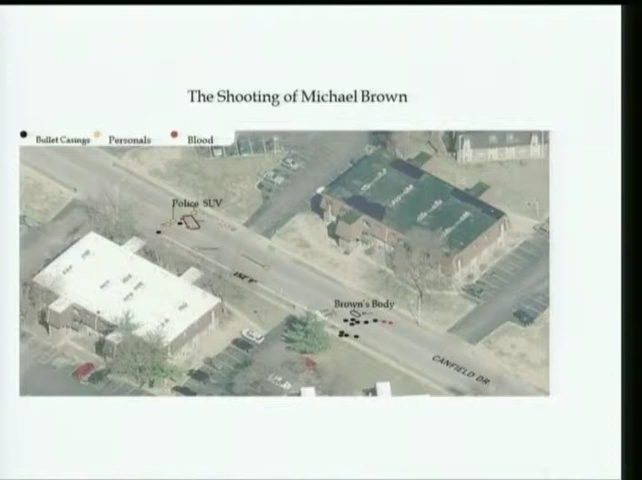 The Shooting of Michael Brown
Bullet Casings Personals Blood
Police SUV
Brown's Body
CANFIELD DR